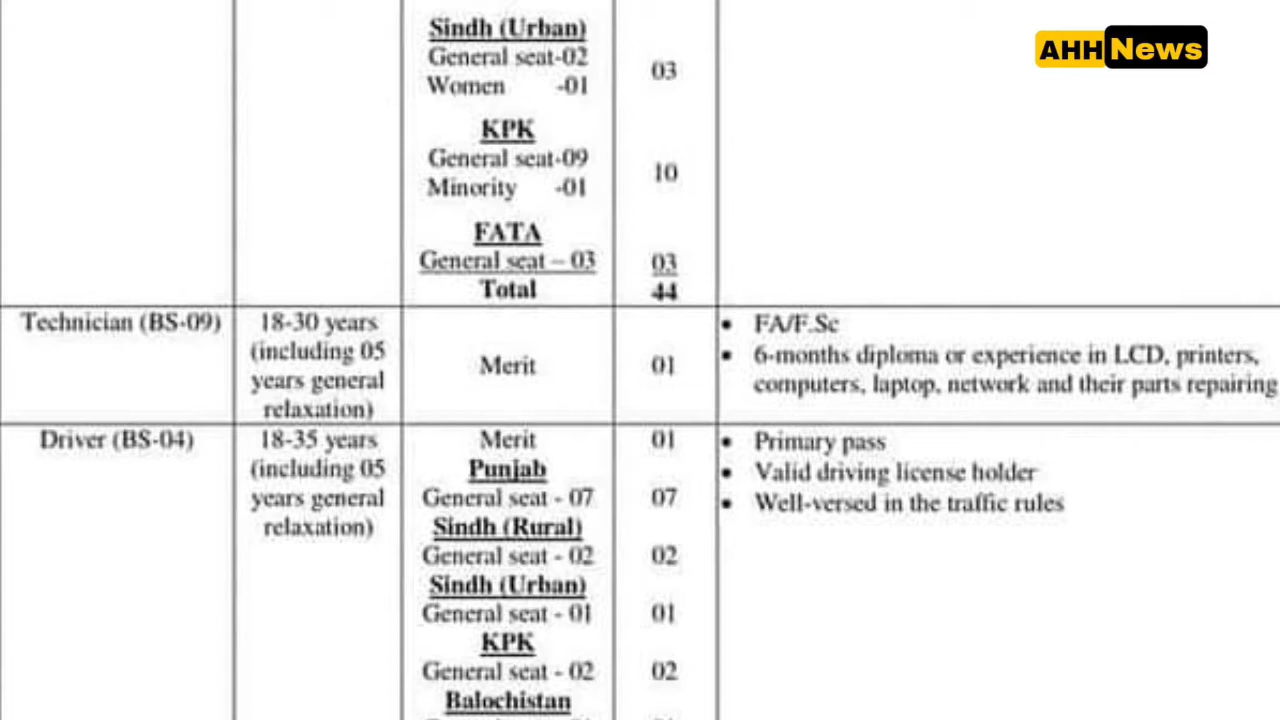 AHH News
Sindh (Urban)
General seat-02
Women -01
03
KPK
General seat-09
Minority -01
10
FATA
General seat – 03
03
Total
44
Technician (BS-09)
18-30 years
(including 05
years general
relaxation)
Merit
01
• FA/F.Sc
• 6-months diploma or experience in LCD, printers,
computers, laptop, network and their parts repairing
Driver (BS-04)
18-35 years
(including 05
years general
relaxation)
Merit
01
Punjab
General seat - 07
07
Sindh (Rural)
General seat - 02
02
Sindh (Urban)
General seat - 01
01
KPK
General seat - 02
02
Balochistan
• Primary pass
• Valid driving license holder
• Well-versed in the traffic rules